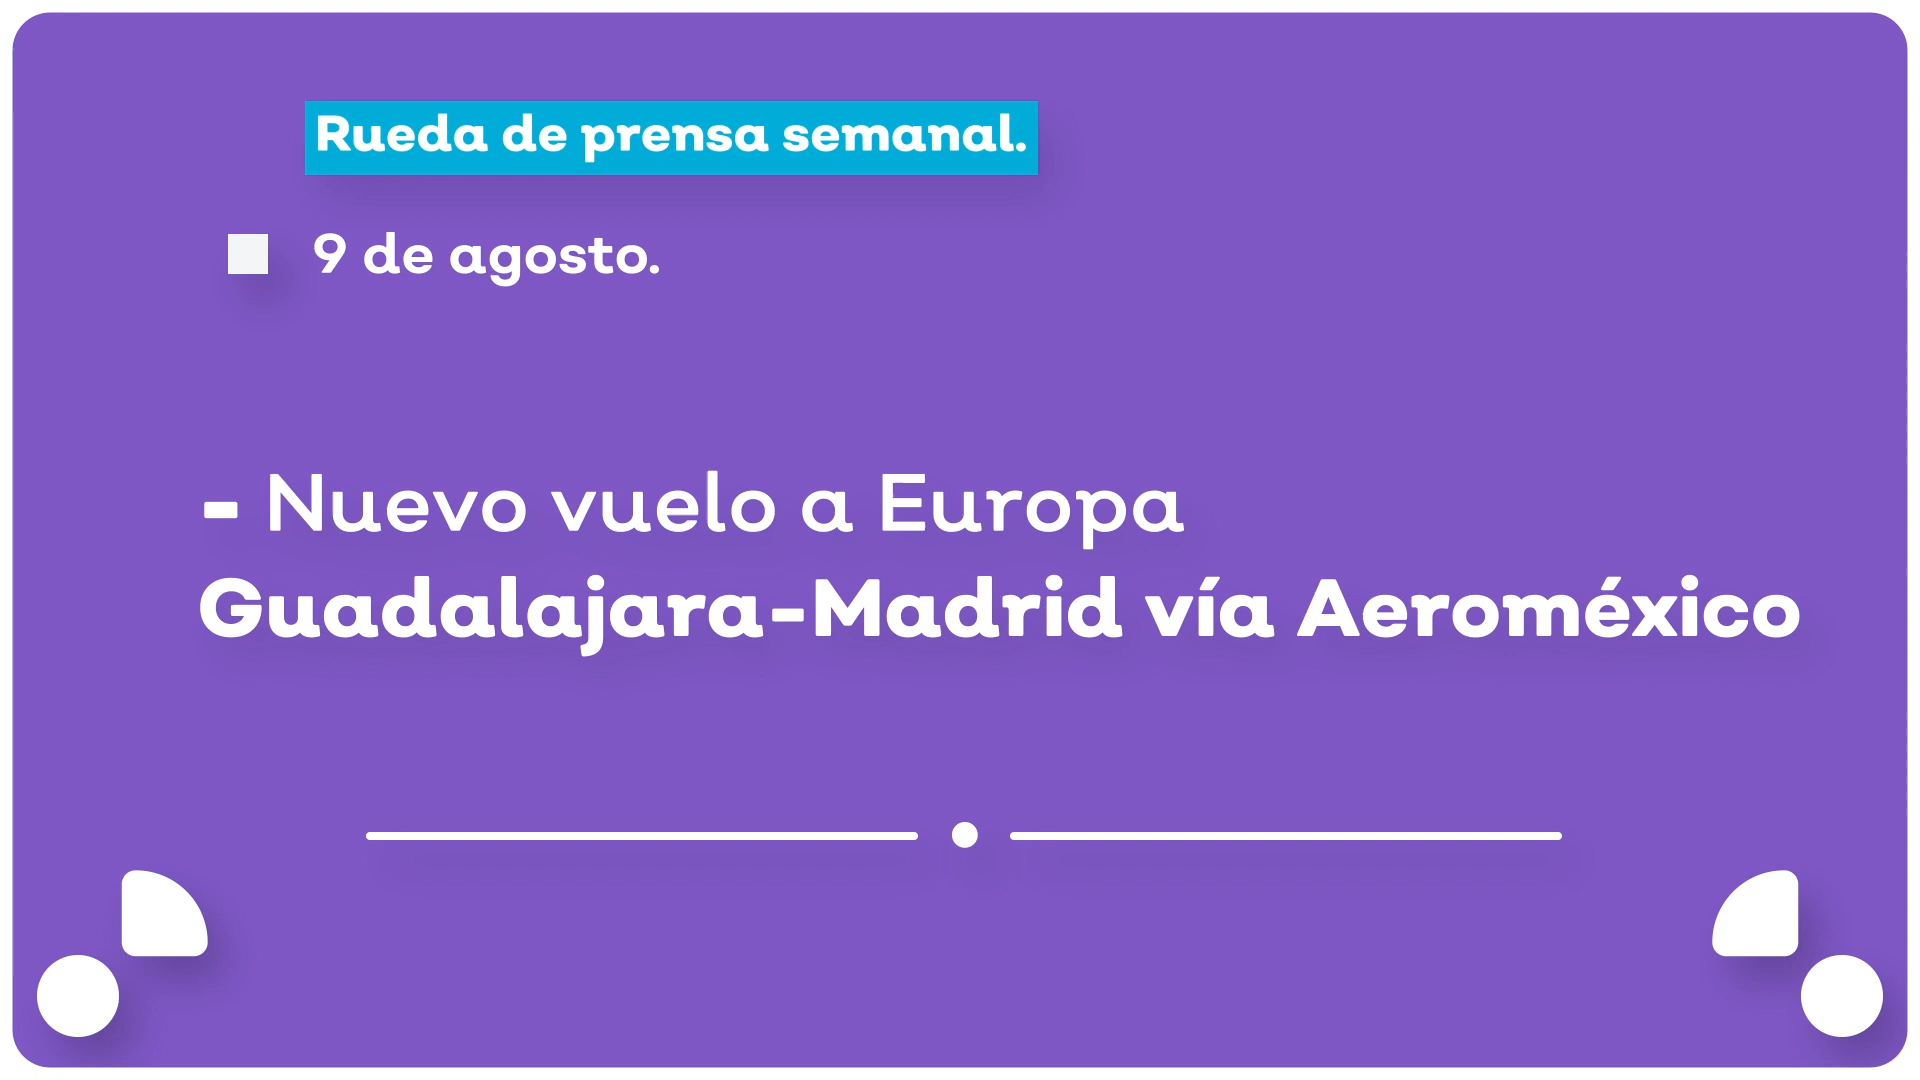 Rueda de prensa semanal.
9 de agosto.
- Nuevo vuelo a Europa
Guadalajara-Madrid vía Aeroméxico